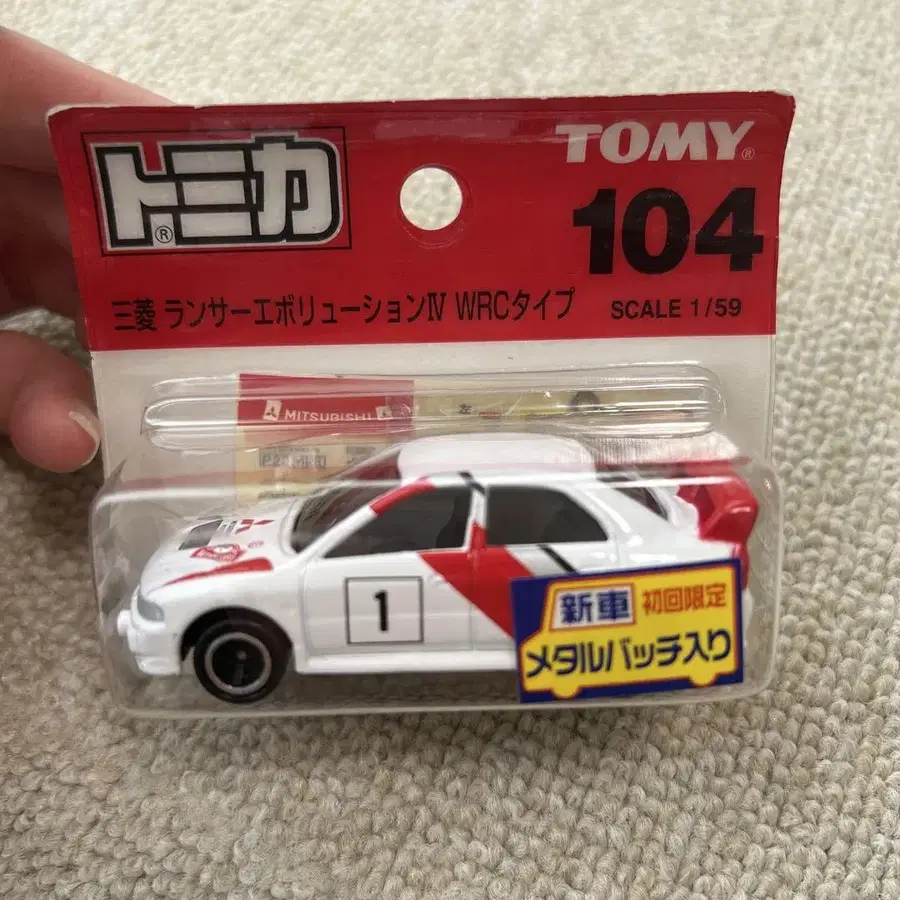 トミカ®
TOMY®
104
三菱 ランサーエボリューションⅣ WRCタイプ
SCALE 1/59
MITSUBISHI
左
1
新車
初回限定
メタルバッチ入り